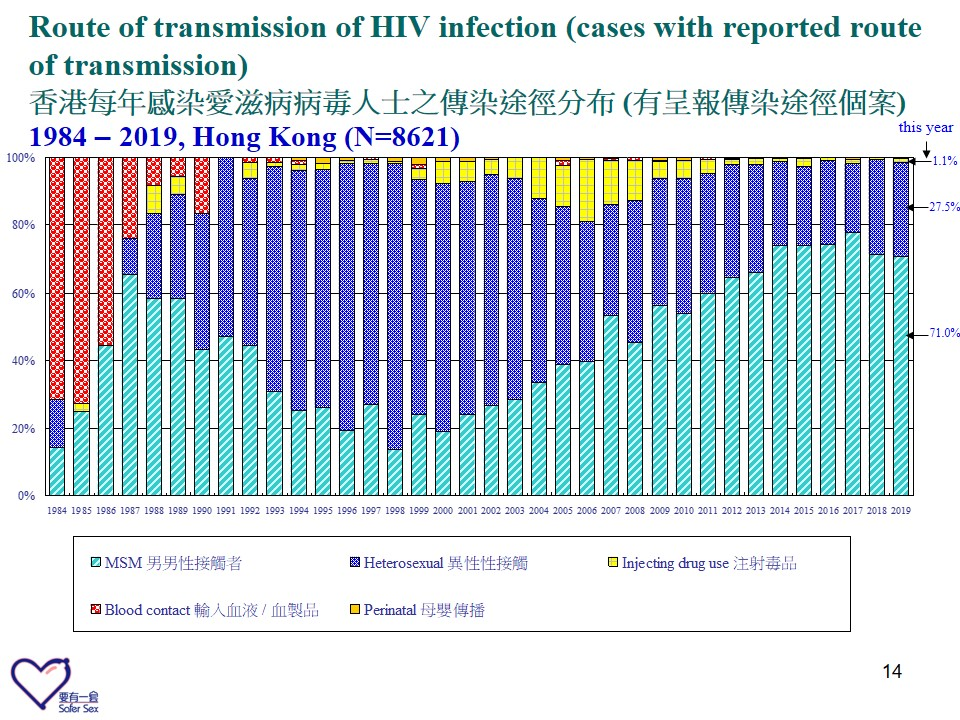 Route of transmission of HIV infection (cases with reported route
of transmission)
香港每年感染愛滋病病毒人士之傳染途徑分布 (有呈報傳染途徑個案)
1984 – 2019, Hong Kong (N=8621)
this year
100%
80%
60%
40%
20%
0%
1.1%
27.5%
71.0%
1984 1985 1986 1987 1988 1989 1990 1991 1992 1993 1994 1995 1996 1997 1998 1999 2000 2001 2002 2003 2004 2005 2006 2007 2008 2009 2010 2011 2012 2013 2014 2015 2016 2017 2018 2019
MSM 男男性接觸者 Heterosexual 異性性接觸 Injecting drug use 注射毒品
Blood contact 輸入血液 / 血製品 Perinatal 母嬰傳播
14
要有一套
Safer Sex